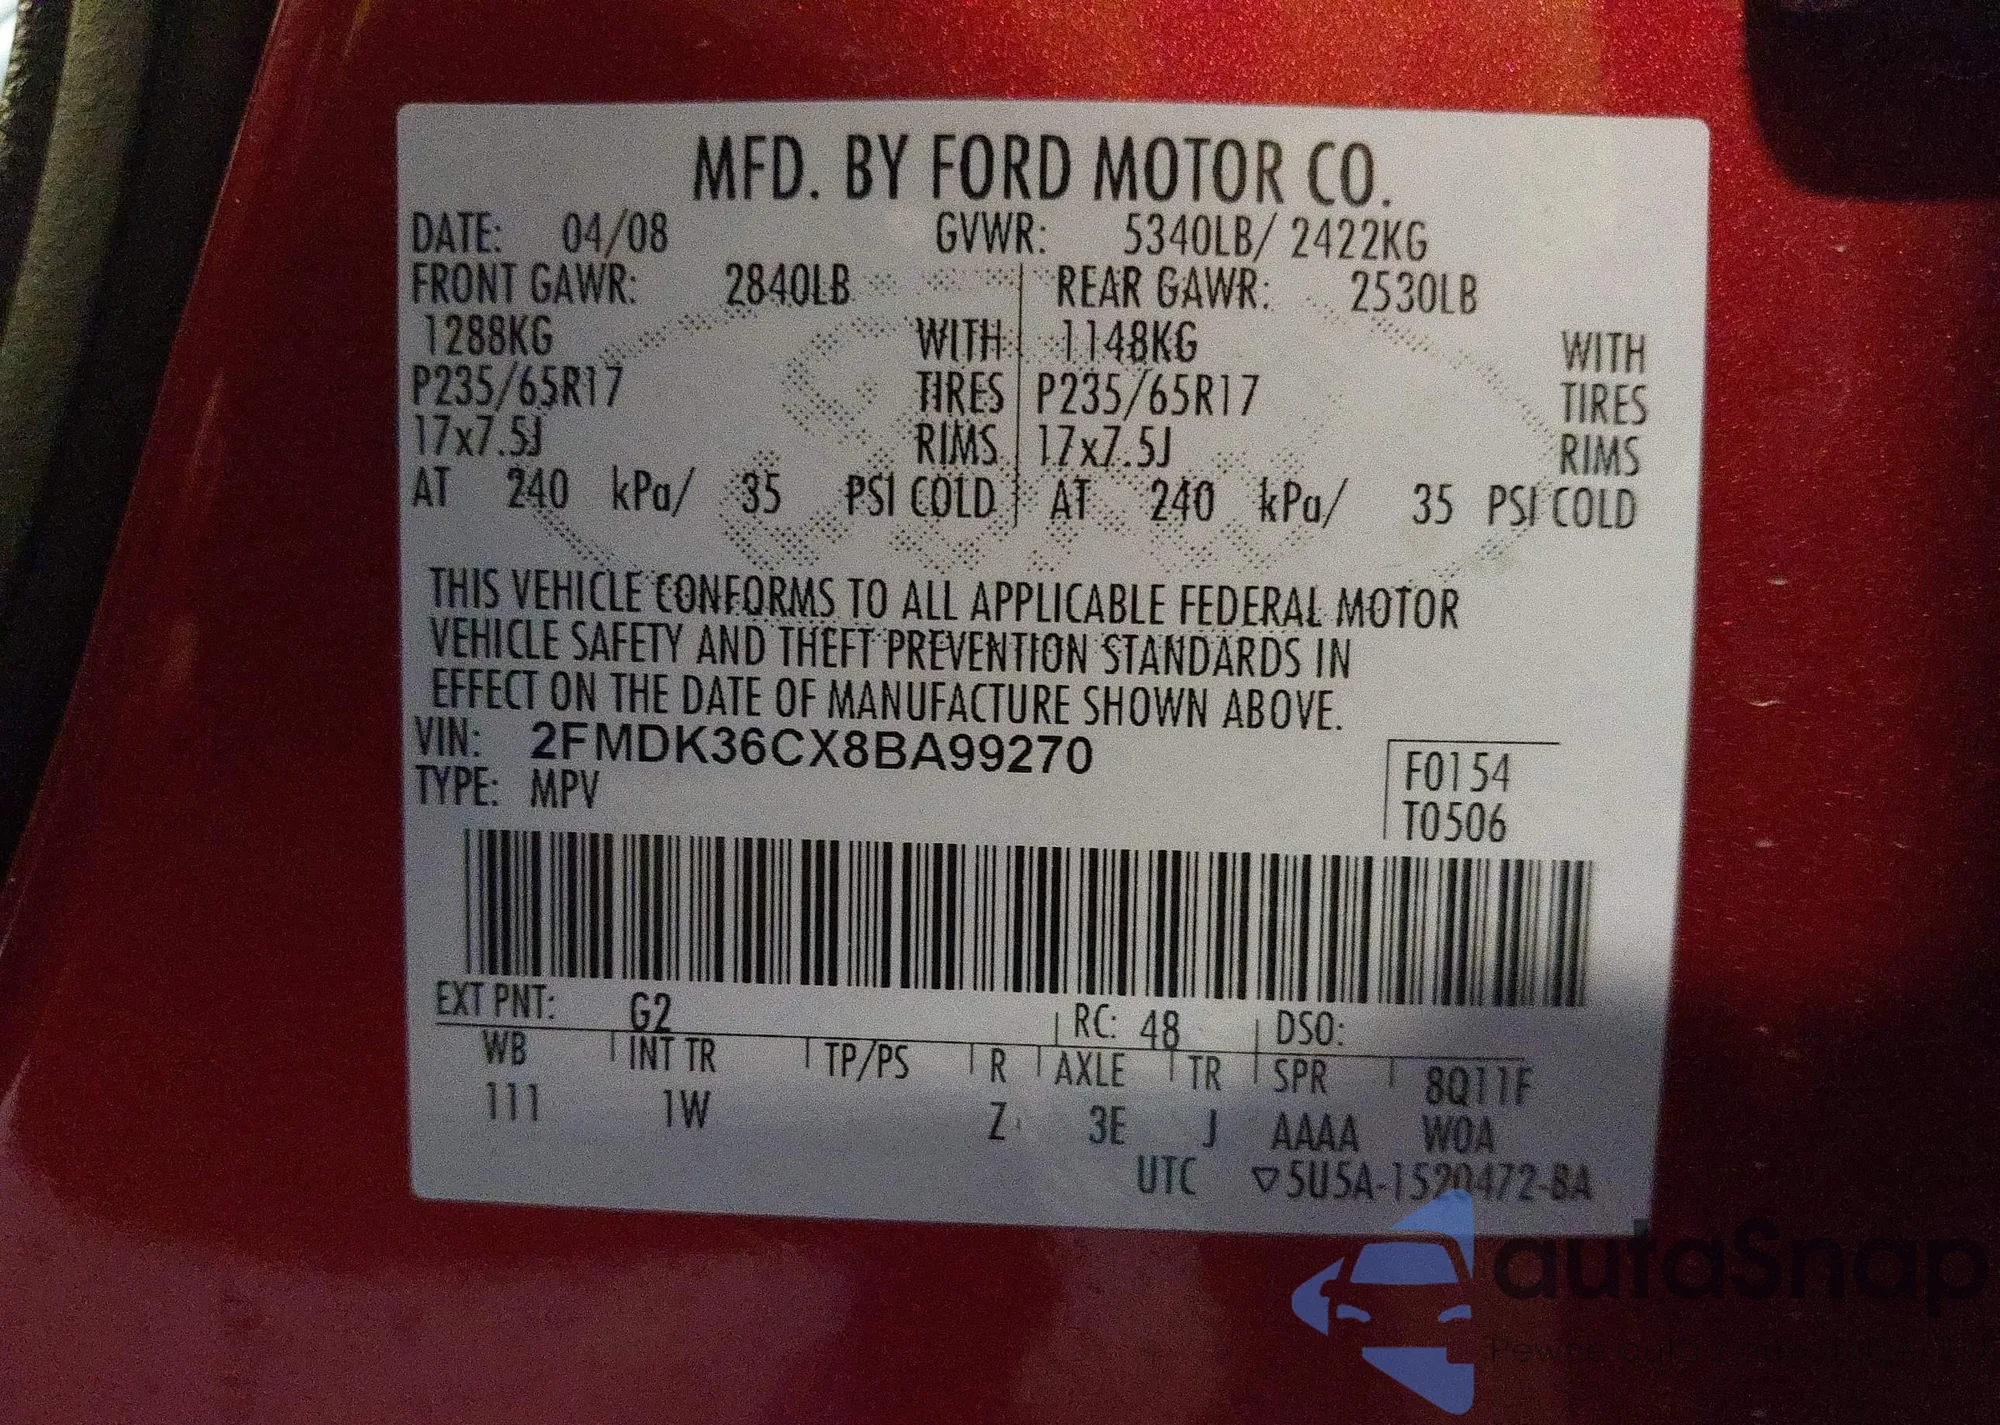 MFD. BY FORD MOTOR CO.
DATE: 04/08 GVWR: 5340LB/ 2422KG
FRONT GAWR: 2840LB REAR GAWR: 2530LB
1288KG WITH 1148KG WITH
P235/65R17 TIRES P235/65R17 TIRES
17x7.5J RIMS 17x7.5J RIMS
AT 240 kPa/ 35 PSI COLD AT 240 kPa/ 35 PSI COLD
THIS VEHICLE CONFORMS TO ALL APPLICABLE FEDERAL MOTOR
VEHICLE SAFETY AND THEFT PREVENTION STANDARDS IN
EFFECT ON THE DATE OF MANUFACTURE SHOWN ABOVE.
VIN: 2FMDK36CX8BA99270
TYPE: MPV
F0154
T0506
EXT PNT: G2 RC: 48 DSO:
WB INT TR TP/PS R AXLE TR SPR 8Q11F
111 1W Z 3E J AAAA WOA
UTC ▽5U5A-1520472-BA
autaSnap